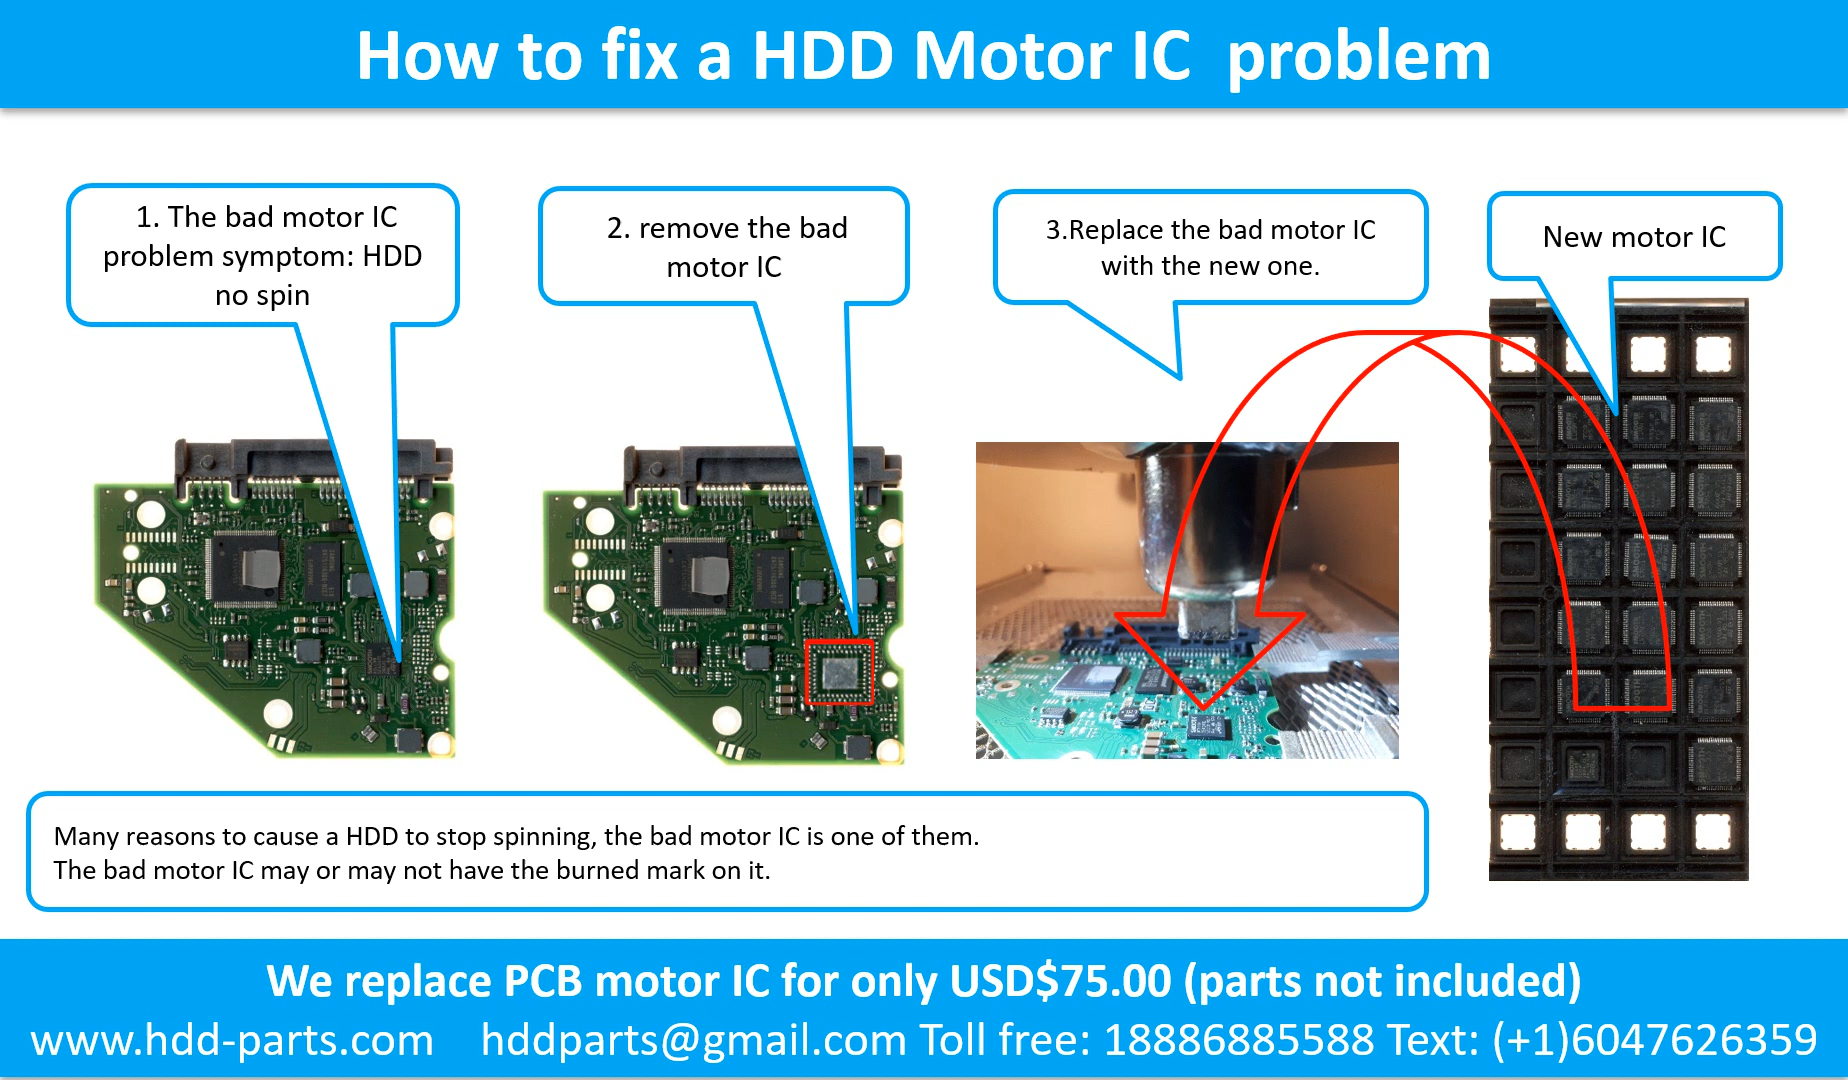 How to fix a HDD Motor IC  problem
1. The bad motor IC
problem symptom: HDD
no spin
2. remove the bad
motor IC
3.Replace the bad motor IC
with the new one.
New motor IC
Many reasons to cause a HDD to stop spinning, the bad motor IC is one of them.
The bad motor IC may or may not have the burned mark on it.
We replace PCB motor IC for only USD$75.00 (parts not included)
www.hdd-parts.com    hddparts@gmail.com Toll free: 18886885588 Text: (+1)6047626359